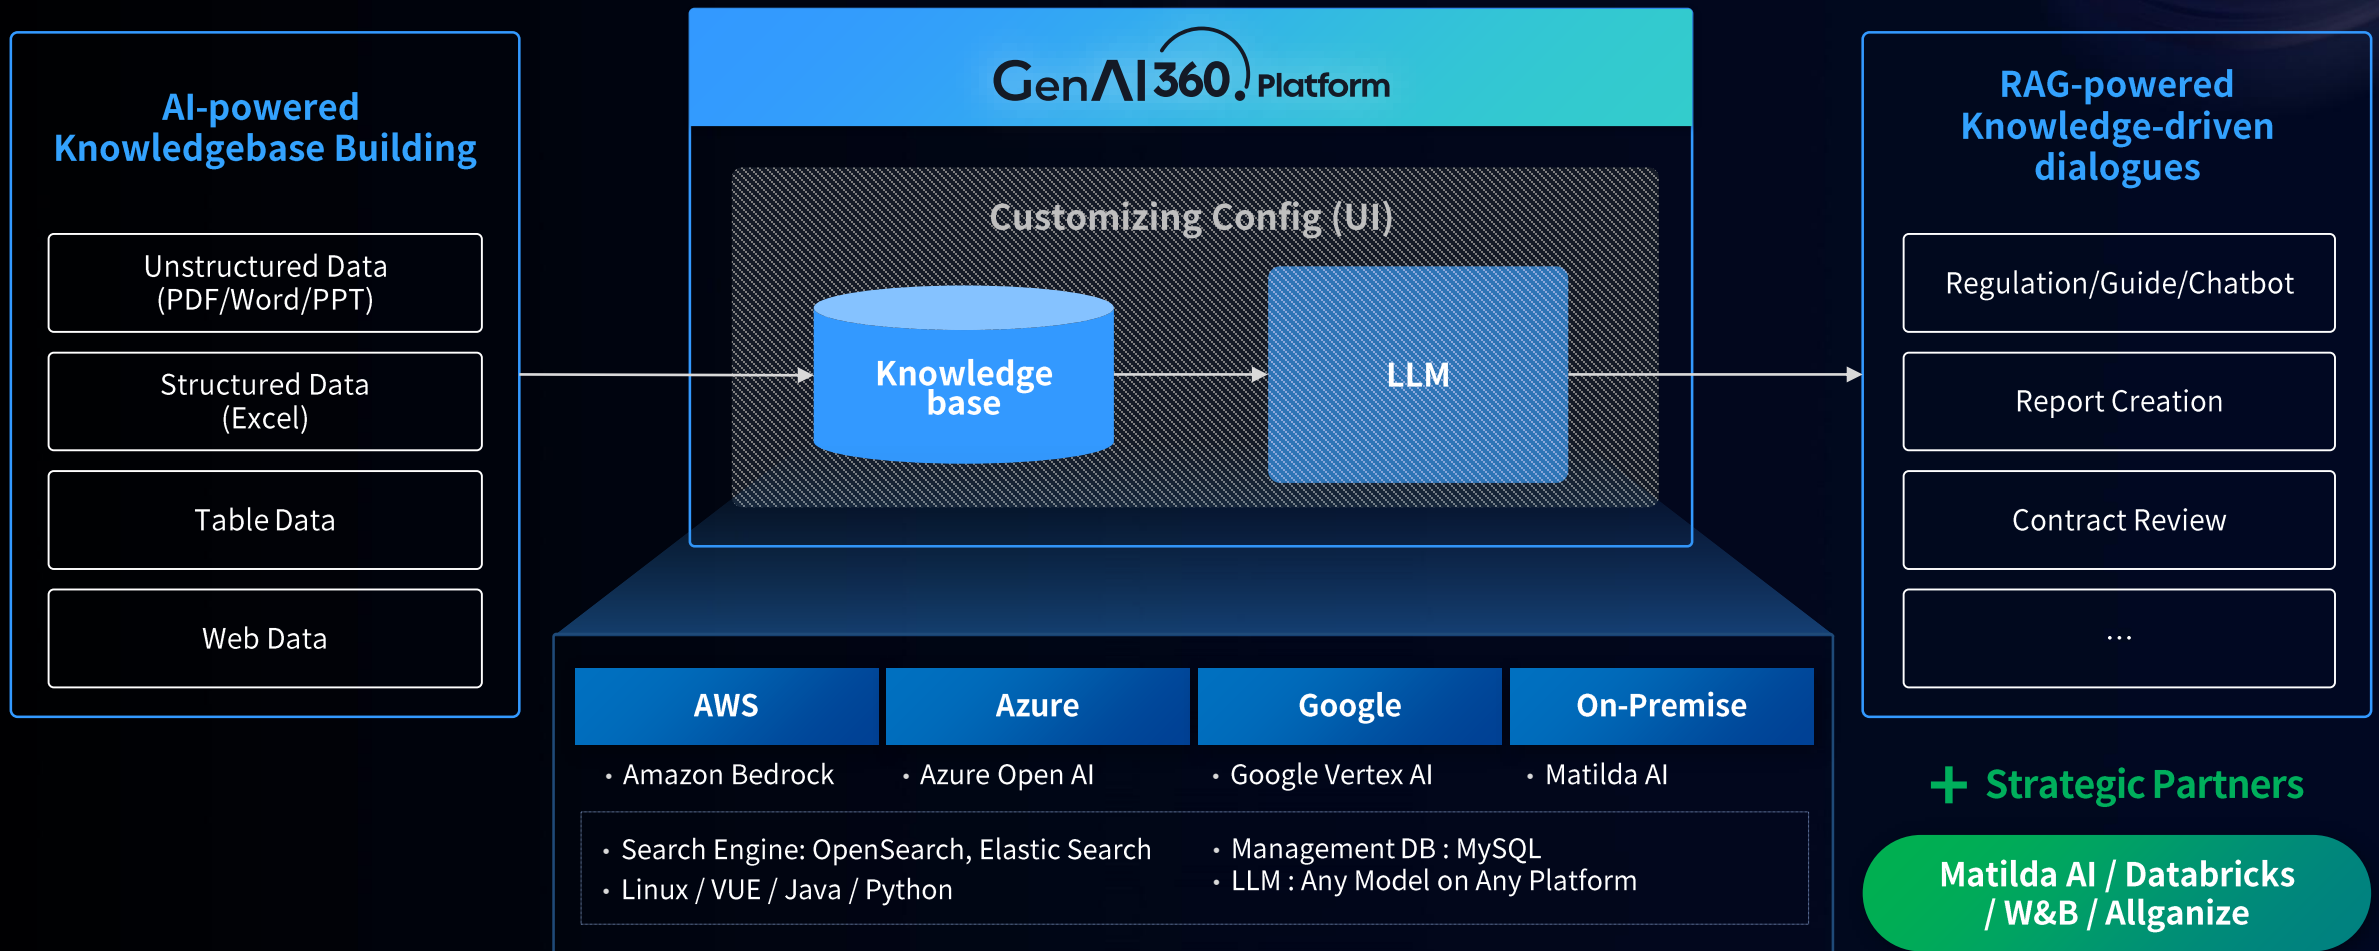 AI-powered
Knowledgebase Building
Unstructured Data
(PDF/Word/PPT)
Structured Data
(Excel)
Table Data
Web Data
GenAI360 Platform
Customizing Config (UI)
Knowledge
base
LLM
AWS
Azure
Google
On-Premise
• Amazon Bedrock
• Azure Open AI
• Google Vertex AI
• Matilda AI
• Search Engine: OpenSearch, Elastic Search
• Linux / VUE / Java / Python
• Management DB : MySQL
• LLM : Any Model on Any Platform
RAG-powered
Knowledge-driven
dialogues
Regulation/Guide/Chatbot
Report Creation
Contract Review
...
+ Strategic Partners
Matilda AI / Databricks
/ W&B / Allganize